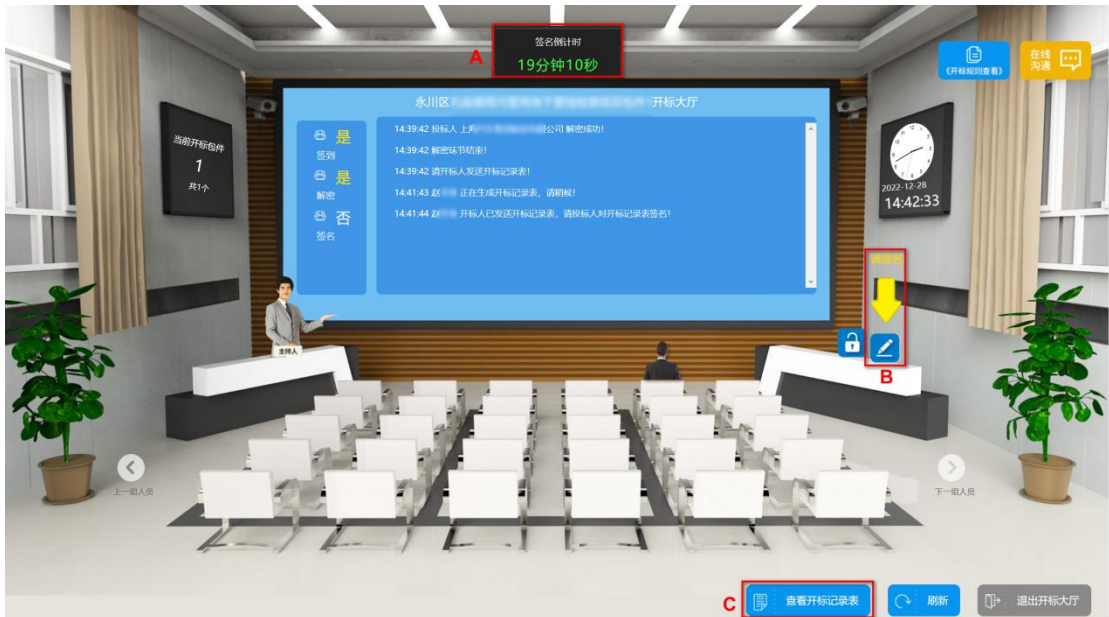 签名倒计时
A
19分钟10秒
《开标规则查看》
在线
沟通
永川区
开标大厅
当前开标包件
1
共1个
是
签到
是
解密
否
签名
14:39:42 投标人 上海
公司 解密成功!
14:39:42 解密环节结束!
14:39:42 请开标人发送开标记录表!
14:41:43 赵
正在生成开标记录表，请稍候!
14:41:44 赵
开标人已发送开标记录表，请投标人对开标记录表签名!
2022-12-28
14:42:33
请签名
B
主持人
上一组人员
下一组人员
C
查看开标记录表
刷新
退出开标大厅